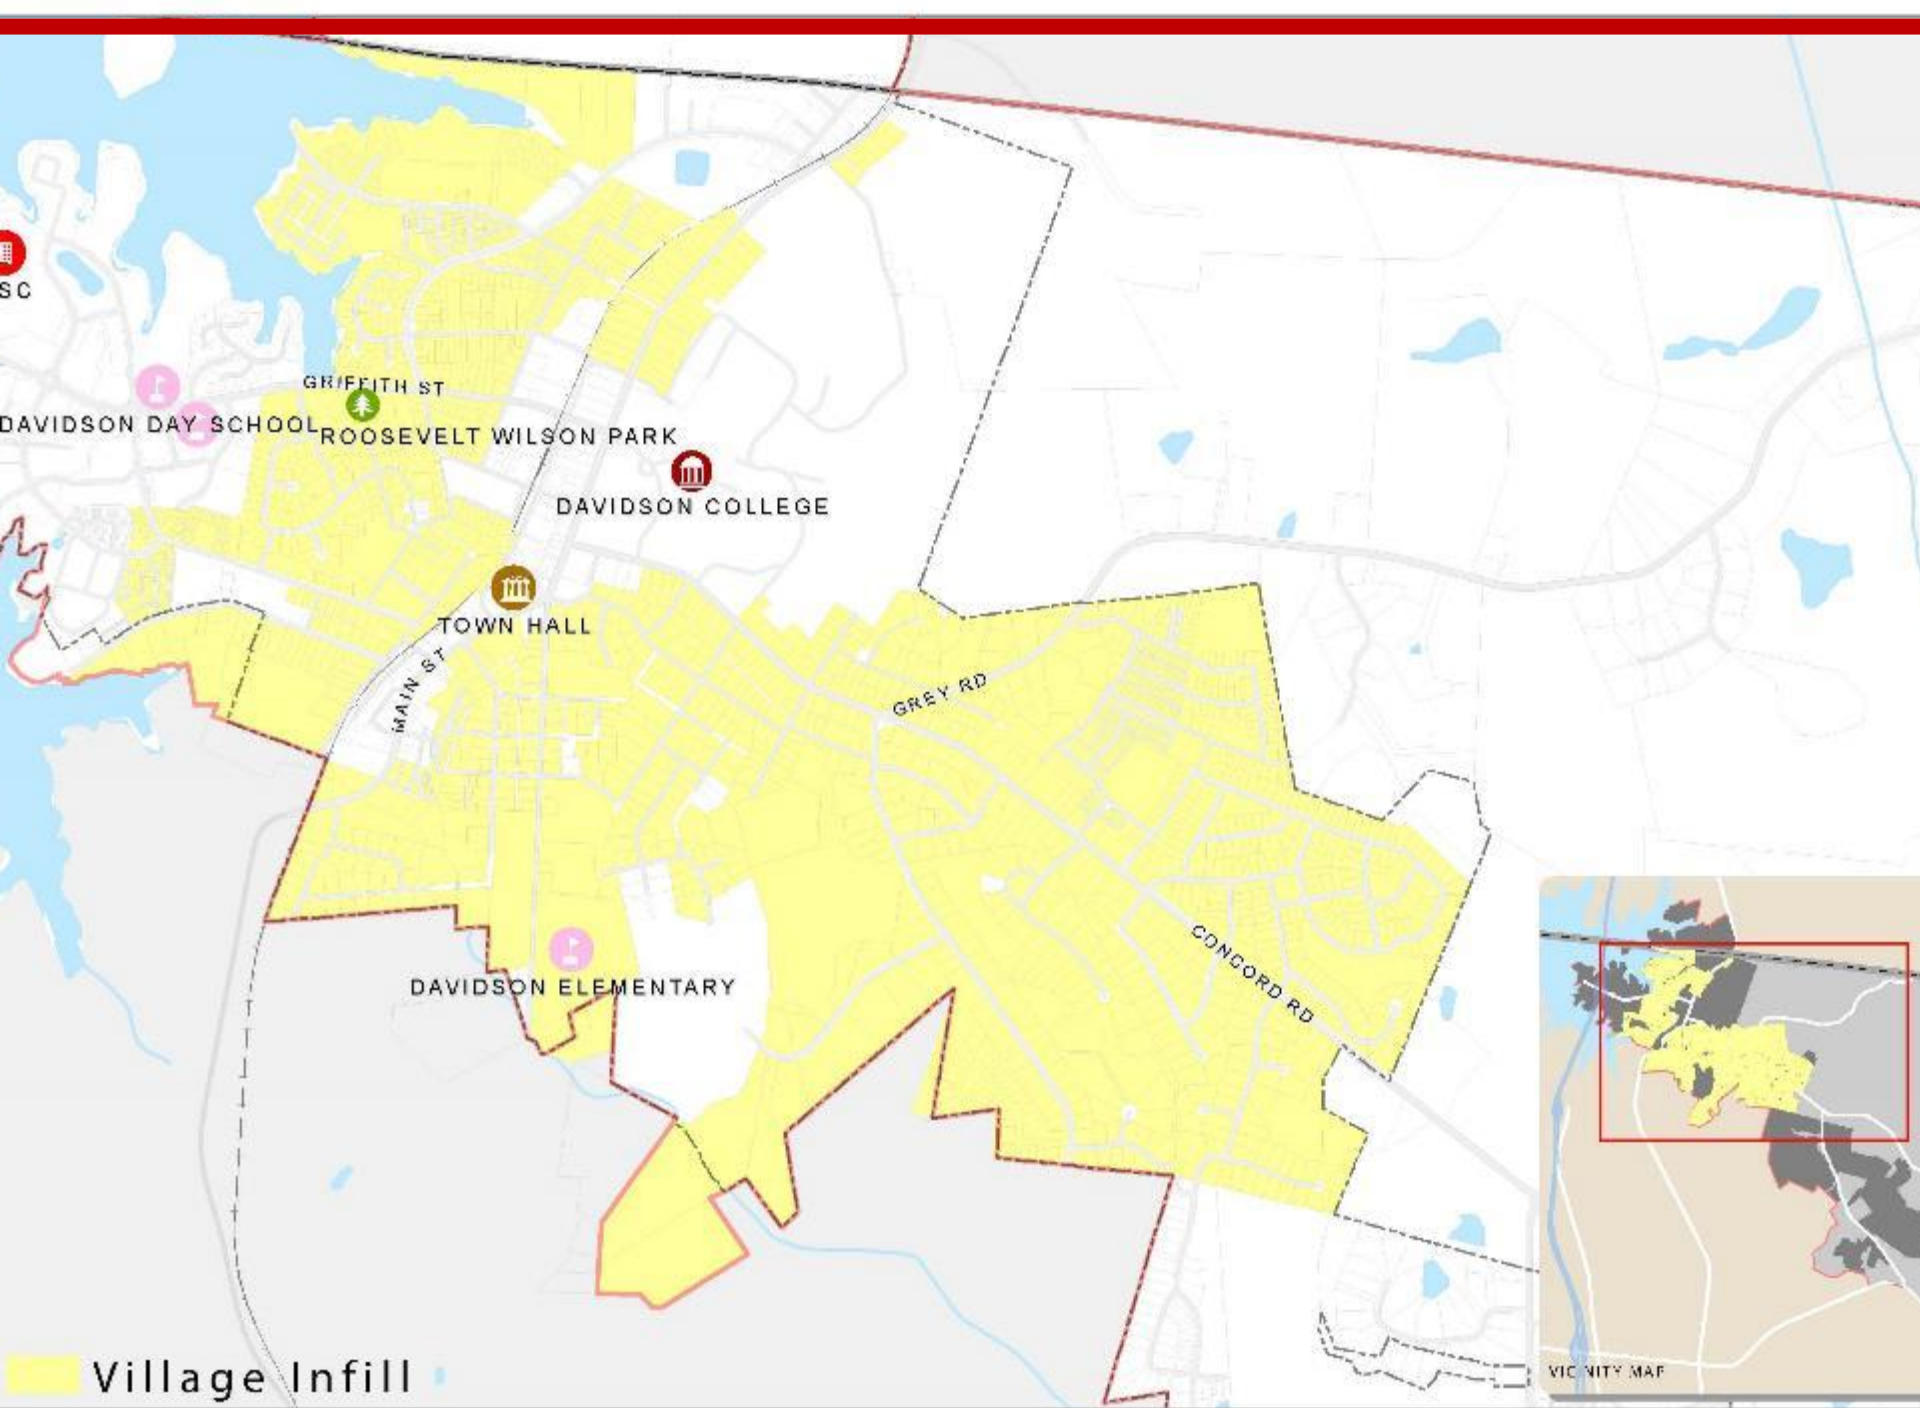 SC
GRIFFITH ST
DAVIDSON DAY SCHOOL
ROOSEVELT WILSON PARK
DAVIDSON COLLEGE
TOWN HALL
MAIN ST
GREY RD
CONCORD RD
DAVIDSON ELEMENTARY
Village Infill
VICINITY MAP